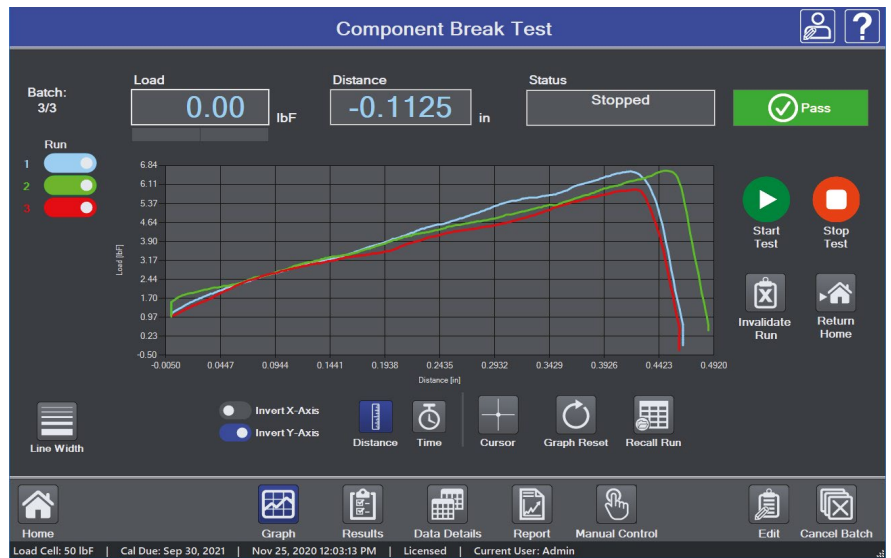 Component Break Test
?
Batch:
3/3
Load
0.00 lbF
Distance
-0.1125 in
Status
Stopped
Pass
Run
1
2
3
6.84
6.11
5.37
4.64
3.90
3.17
2.44
1.70
0.97
0.23
-0.50
Load [lbF]
-0.0050 0.0447 0.0944 0.1441 0.1938 0.2435 0.2932 0.3429 0.3926 0.4423 0.4920
Distance [in]
Start
Test
Stop
Test
Invalidate
Run
Return
Home
Line Width
Invert X-Axis
Invert Y-Axis
Distance
Time
Cursor
Graph Reset
Recall Run
Home
Graph
Results
Data Details
Report
Manual Control
Edit
Cancel Batch
Load Cell: 50 lbF | Cal Due: Sep 30, 2021 | Nov 25, 2020 12:03:13 PM | Licensed | Current User: Admin